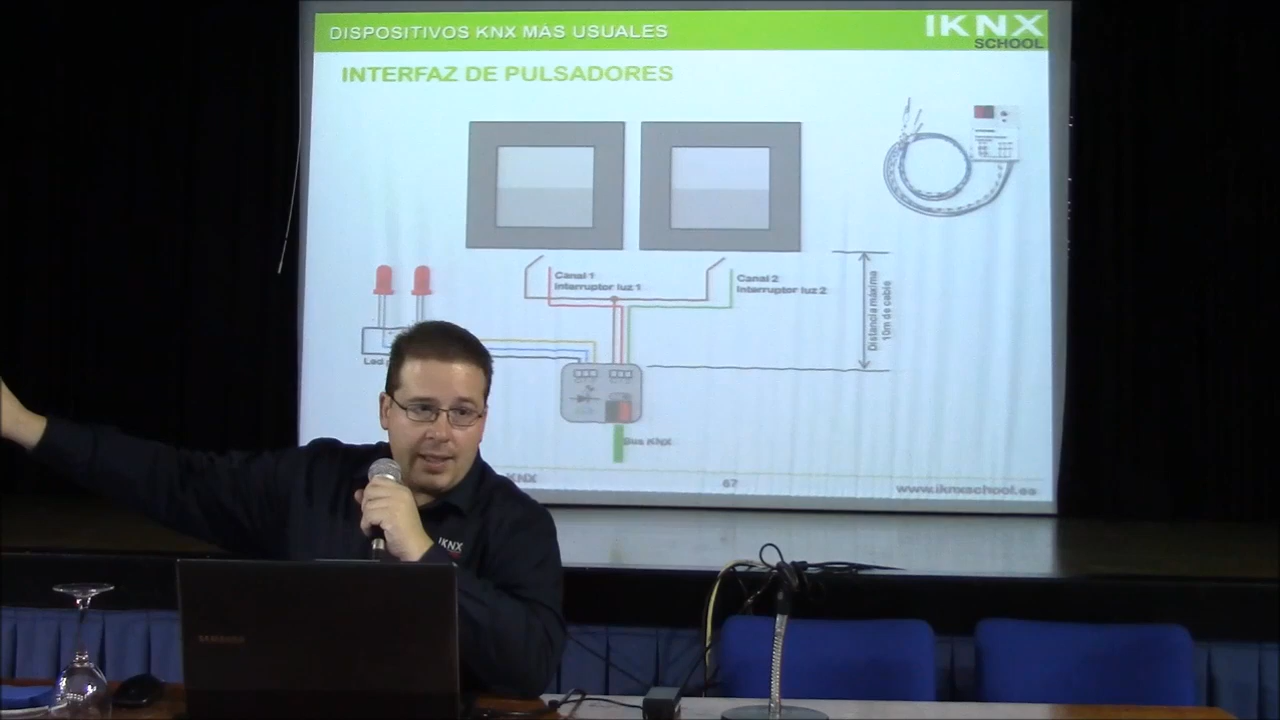 DISPOSITIVOS KNX MÁS USUALES
IKNX
SCHOOL
INTERFAZ DE PULSADORES
Canal 1
Interruptor luz 1
Canal 2
Interruptor luz 2
Distancia máxima
10m de cable
Led
Bus KNX
KNX
67
www.iknxschool.es
IKNX
SAMSUNG